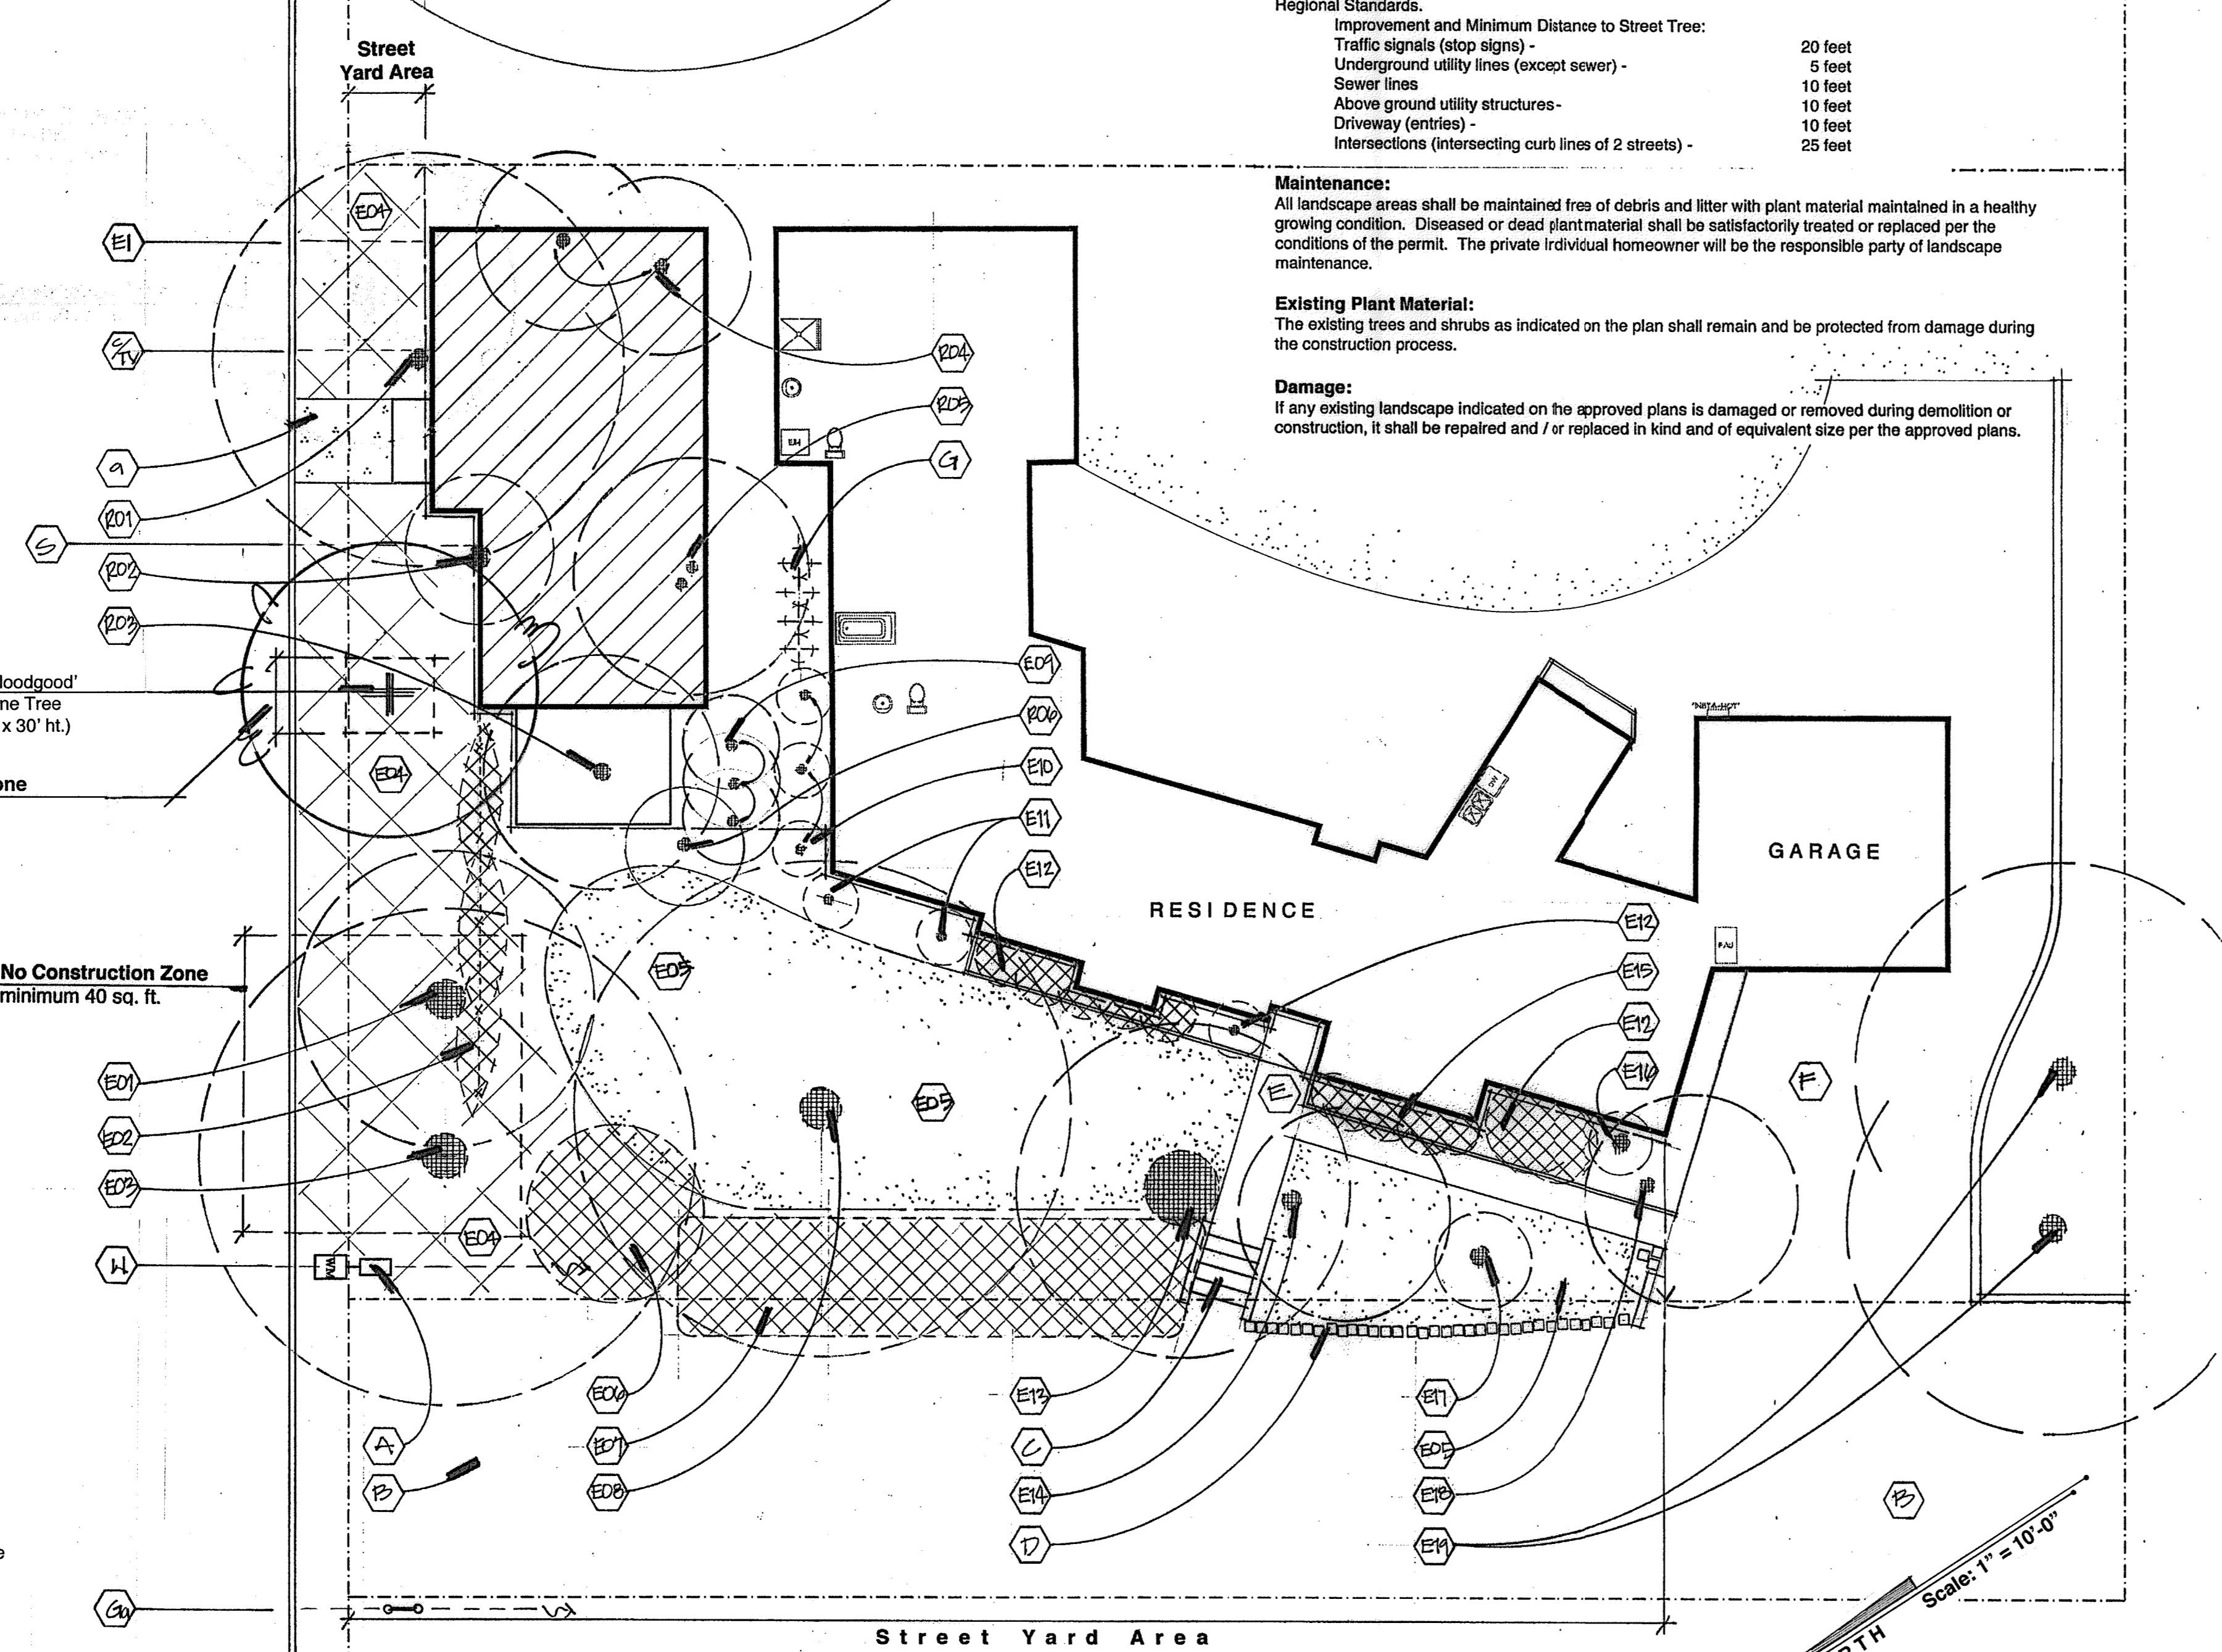 Regional Standards.
Improvement and Minimum Distance to Street Tree:
Traffic signals (stop signs) - 20 feet
Underground utility lines (except sewer) - 5 feet
Sewer lines 10 feet
Above ground utility structures- 10 feet
Driveway (entries) - 10 feet
Intersections (intersecting curb lines of 2 streets) - 25 feet
Street
Yard Area
Maintenance:
All landscape areas shall be maintained free of debris and litter with plant material maintained in a healthy
growing condition. Diseased or dead plant material shall be satisfactorily treated or replaced per the
conditions of the permit. The private individual homeowner will be the responsible party of landscape
maintenance.
Existing Plant Material:
The existing trees and shrubs as indicated on the plan shall remain and be protected from damage during
the construction process.
Damage:
If any existing landscape indicated on the approved plans is damaged or removed during demolition or
construction, it shall be repaired and / or replaced in kind and of equivalent size per the approved plans.
E04
E1
C/TV
R04
R05
G
a
R01
S
R02
R03
loodgood'
ne Tree
x 30' ht.)
one
E04
E09
R06
E10
E11
E12
"INSTA-HOT"
DW
GARAGE
RESIDENCE
E12
E15
E12
E16
FAU
No Construction Zone
minimum 40 sq. ft.
E05
E05
E
F
E01
E02
E03
E04
W
WM
A
B
E06
E07
E08
E13
C
E14
D
E17
E05
E18
E19
B
Ga
Street Yard Area
Scale: 1" = 10'-0"
RTH